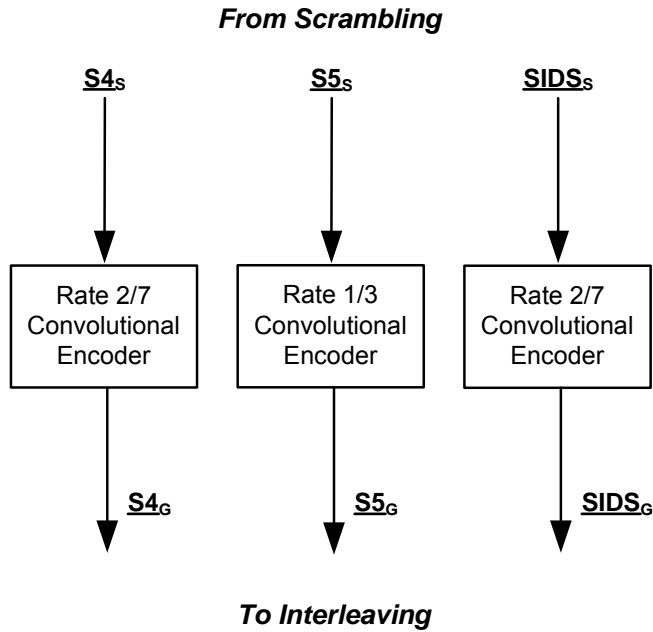 From Scrambling
S4S S5S SIDSS
Rate 2/7 Rate 1/3 Rate 2/7
Convolutional Convolutional Convolutional
Encoder Encoder Encoder
S4G S5G SIDSG
To Interleaving